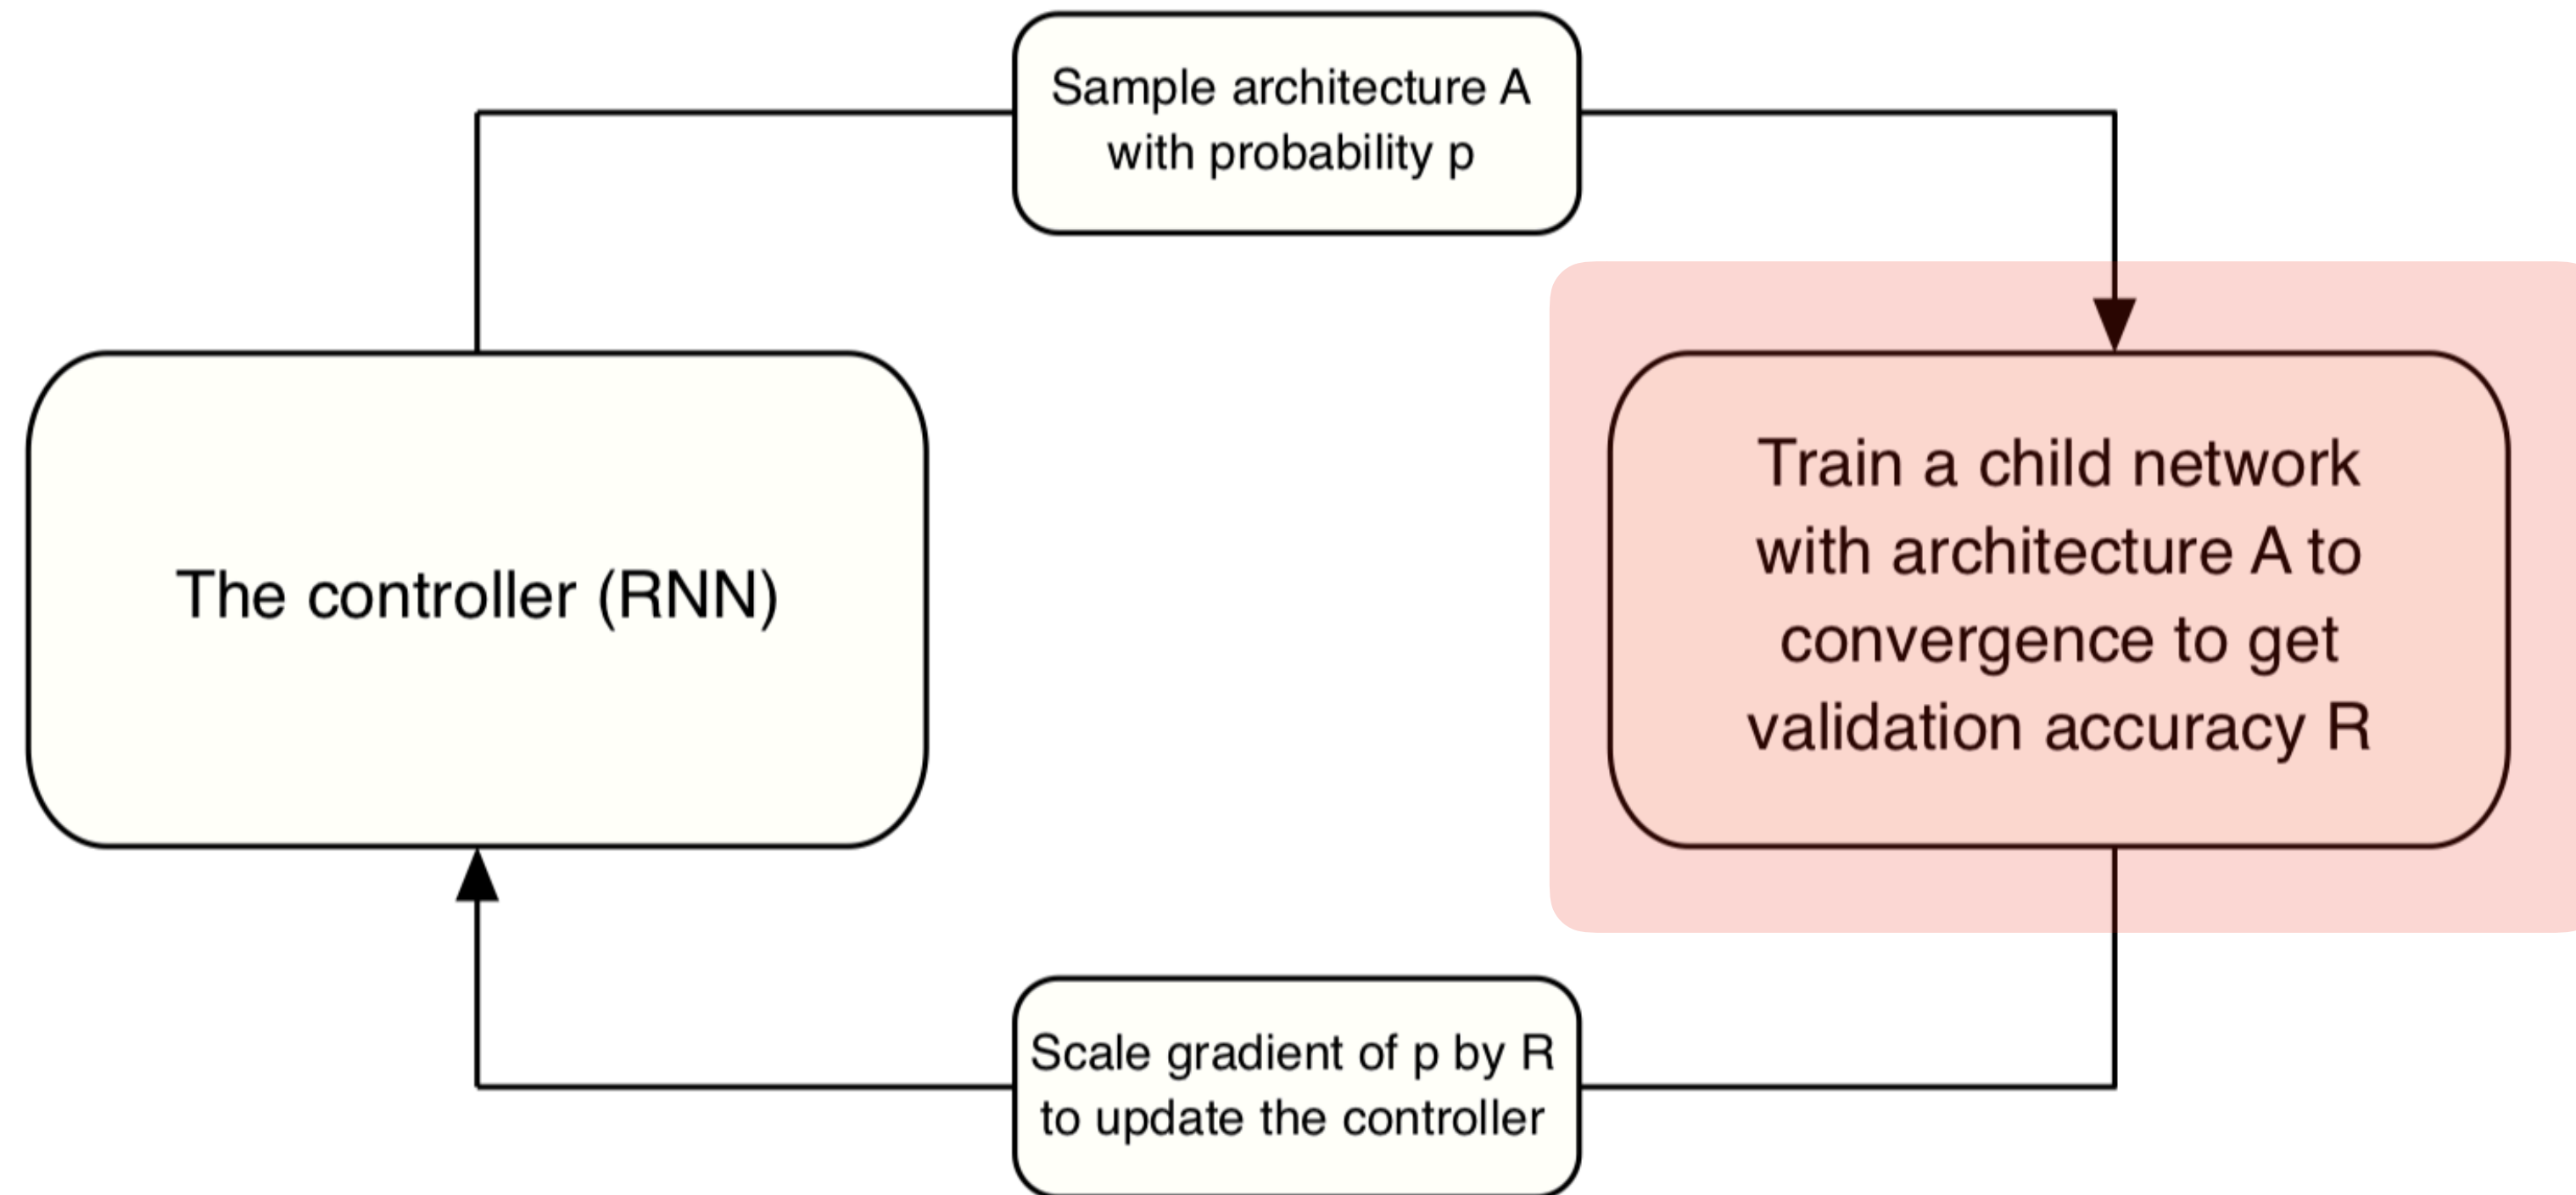 Sample architecture A
with probability p
The controller (RNN)
Train a child network
with architecture A to
convergence to get
validation accuracy R
Scale gradient of p by R
to update the controller